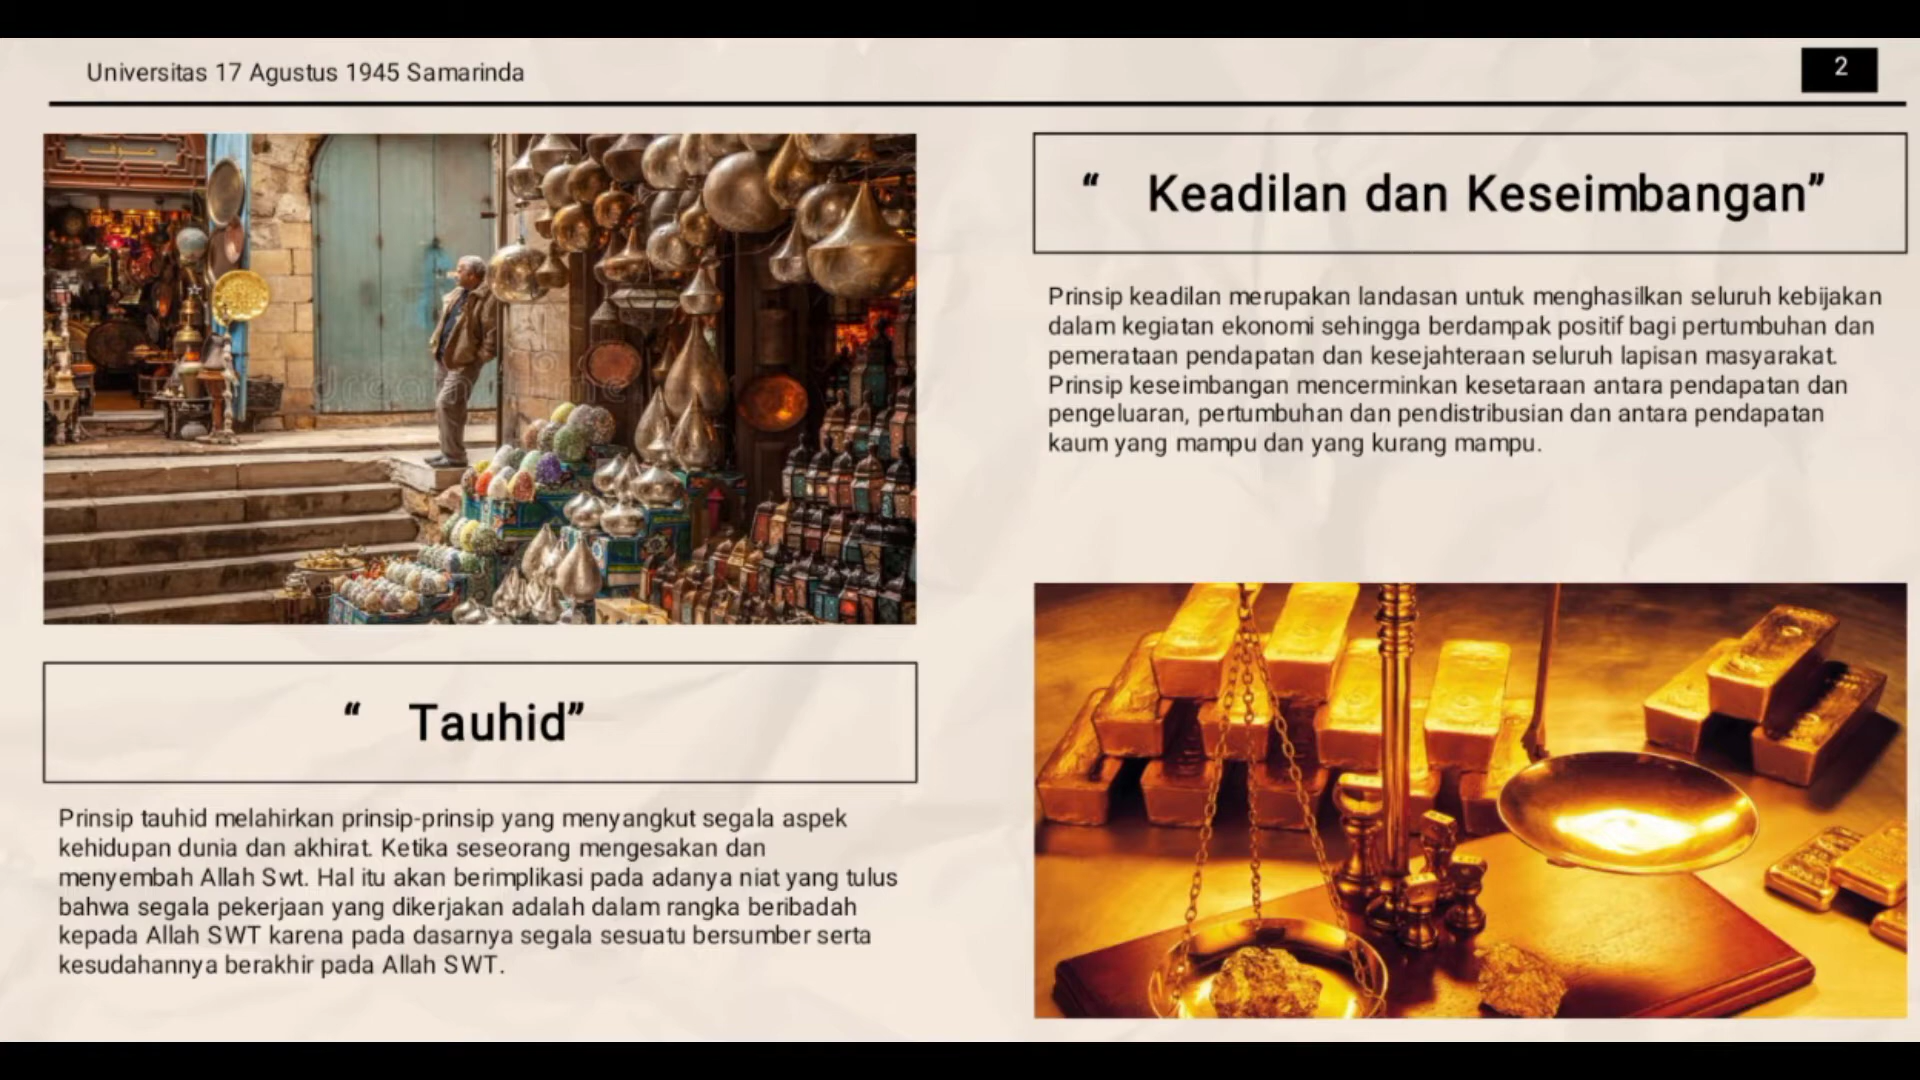 Universitas 17 Agustus 1945 Samarinda
2
“ Tauhid”
Prinsip tauhid melahirkan prinsip-prinsip yang menyangkut segala aspek
kehidupan dunia dan akhirat. Ketika seseorang mengesakan dan
menyembah Allah Swt. Hal itu akan berimplikasi pada adanya niat yang tulus
bahwa segala pekerjaan yang dikerjakan adalah dalam rangka beribadah
kepada Allah SWT karena pada dasarnya segala sesuatu bersumber serta
kesudahannya berakhir pada Allah SWT.
“ Keadilan dan Keseimbangan”
Prinsip keadilan merupakan landasan untuk menghasilkan seluruh kebijakan
dalam kegiatan ekonomi sehingga berdampak positif bagi pertumbuhan dan
pemerataan pendapatan dan kesejahteraan seluruh lapisan masyarakat.
Prinsip keseimbangan mencerminkan kesetaraan antara pendapatan dan
pengeluaran, pertumbuhan dan pendistribusian dan antara pendapatan
kaum yang mampu dan yang kurang mampu.